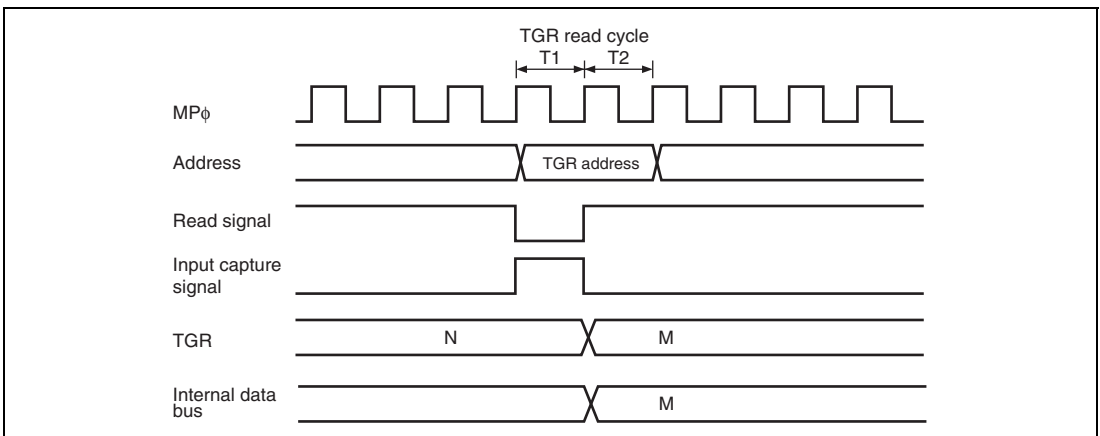 TGR read cycle
T1 T2
MPφ
Address
TGR address
Read signal
Input capture
signal
TGR
N M
Internal data
bus
M